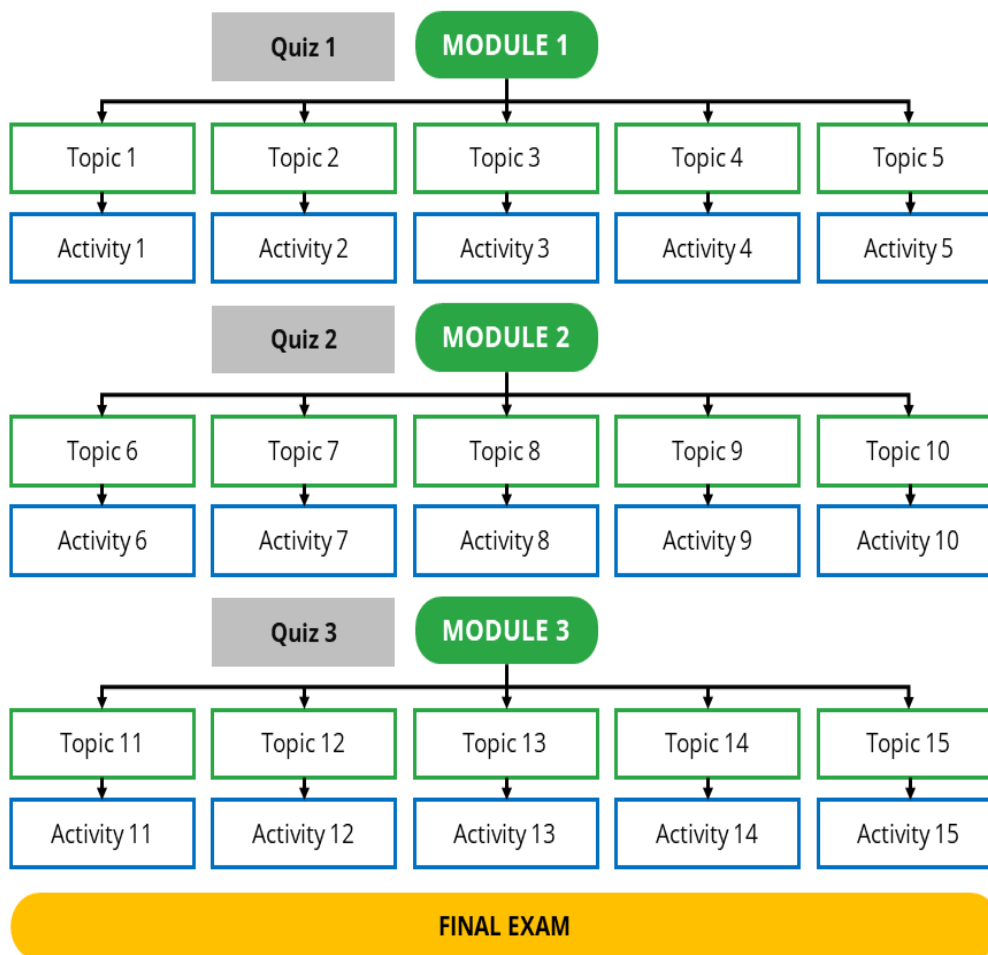 Quiz 1
MODULE 1
Topic 1
Topic 2
Topic 3
Topic 4
Topic 5
Activity 1
Activity 2
Activity 3
Activity 4
Activity 5
Quiz 2
MODULE 2
Topic 6
Topic 7
Topic 8
Topic 9
Topic 10
Activity 6
Activity 7
Activity 8
Activity 9
Activity 10
Quiz 3
MODULE 3
Topic 11
Topic 12
Topic 13
Topic 14
Topic 15
Activity 11
Activity 12
Activity 13
Activity 14
Activity 15
FINAL EXAM